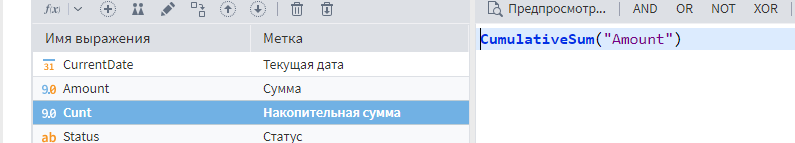 f(x) Предпросмотр... AND OR NOT XOR
Имя выражения Метка
CumulativeSum("Amount")
31 CurrentDate Текущая дата
9.0 Amount Сумма
9.0 Cunt Накопительная сумма
ab Status Статус